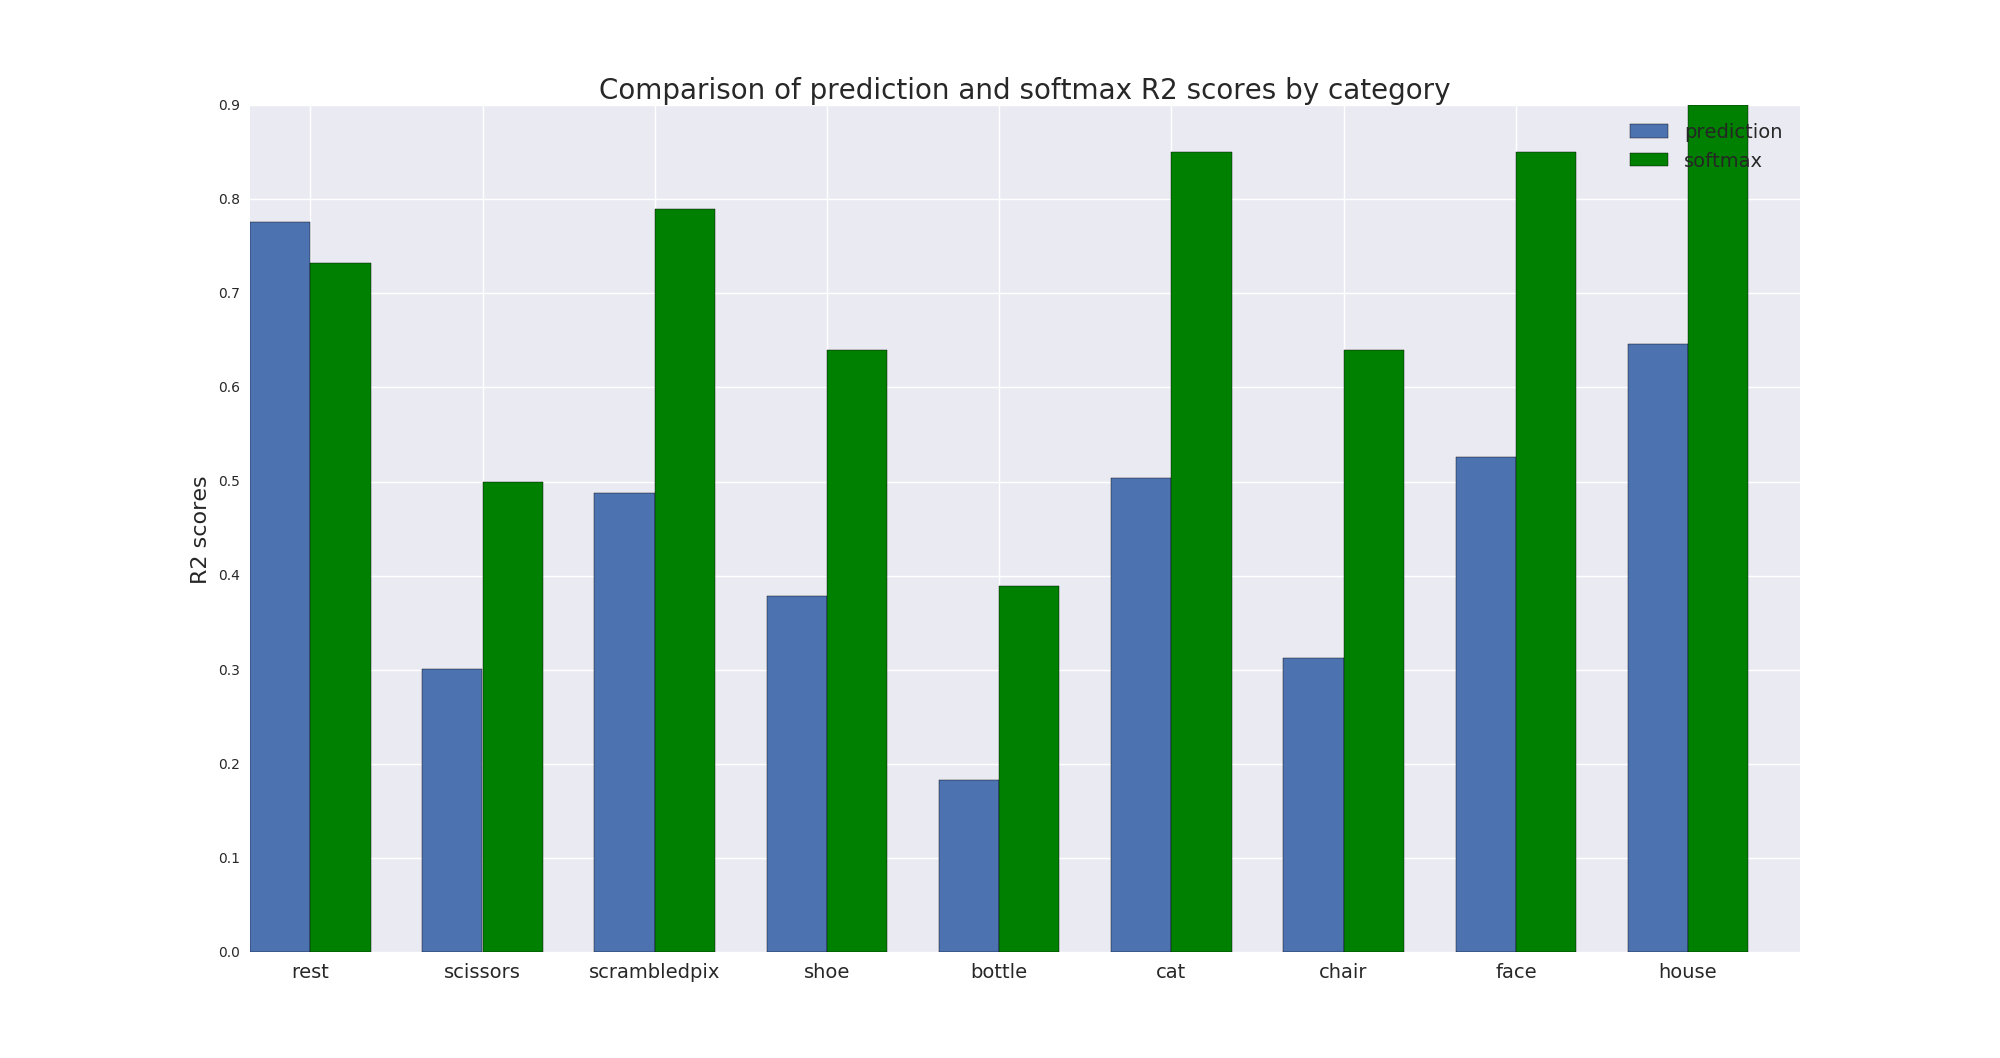 Comparison of prediction and softmax R2 scores by category
0.9
0.8
0.7
0.6
0.5
0.4
0.3
0.2
0.1
0.0
R2 scores
prediction
softmax
rest scissors scrambledpix shoe bottle cat chair face house